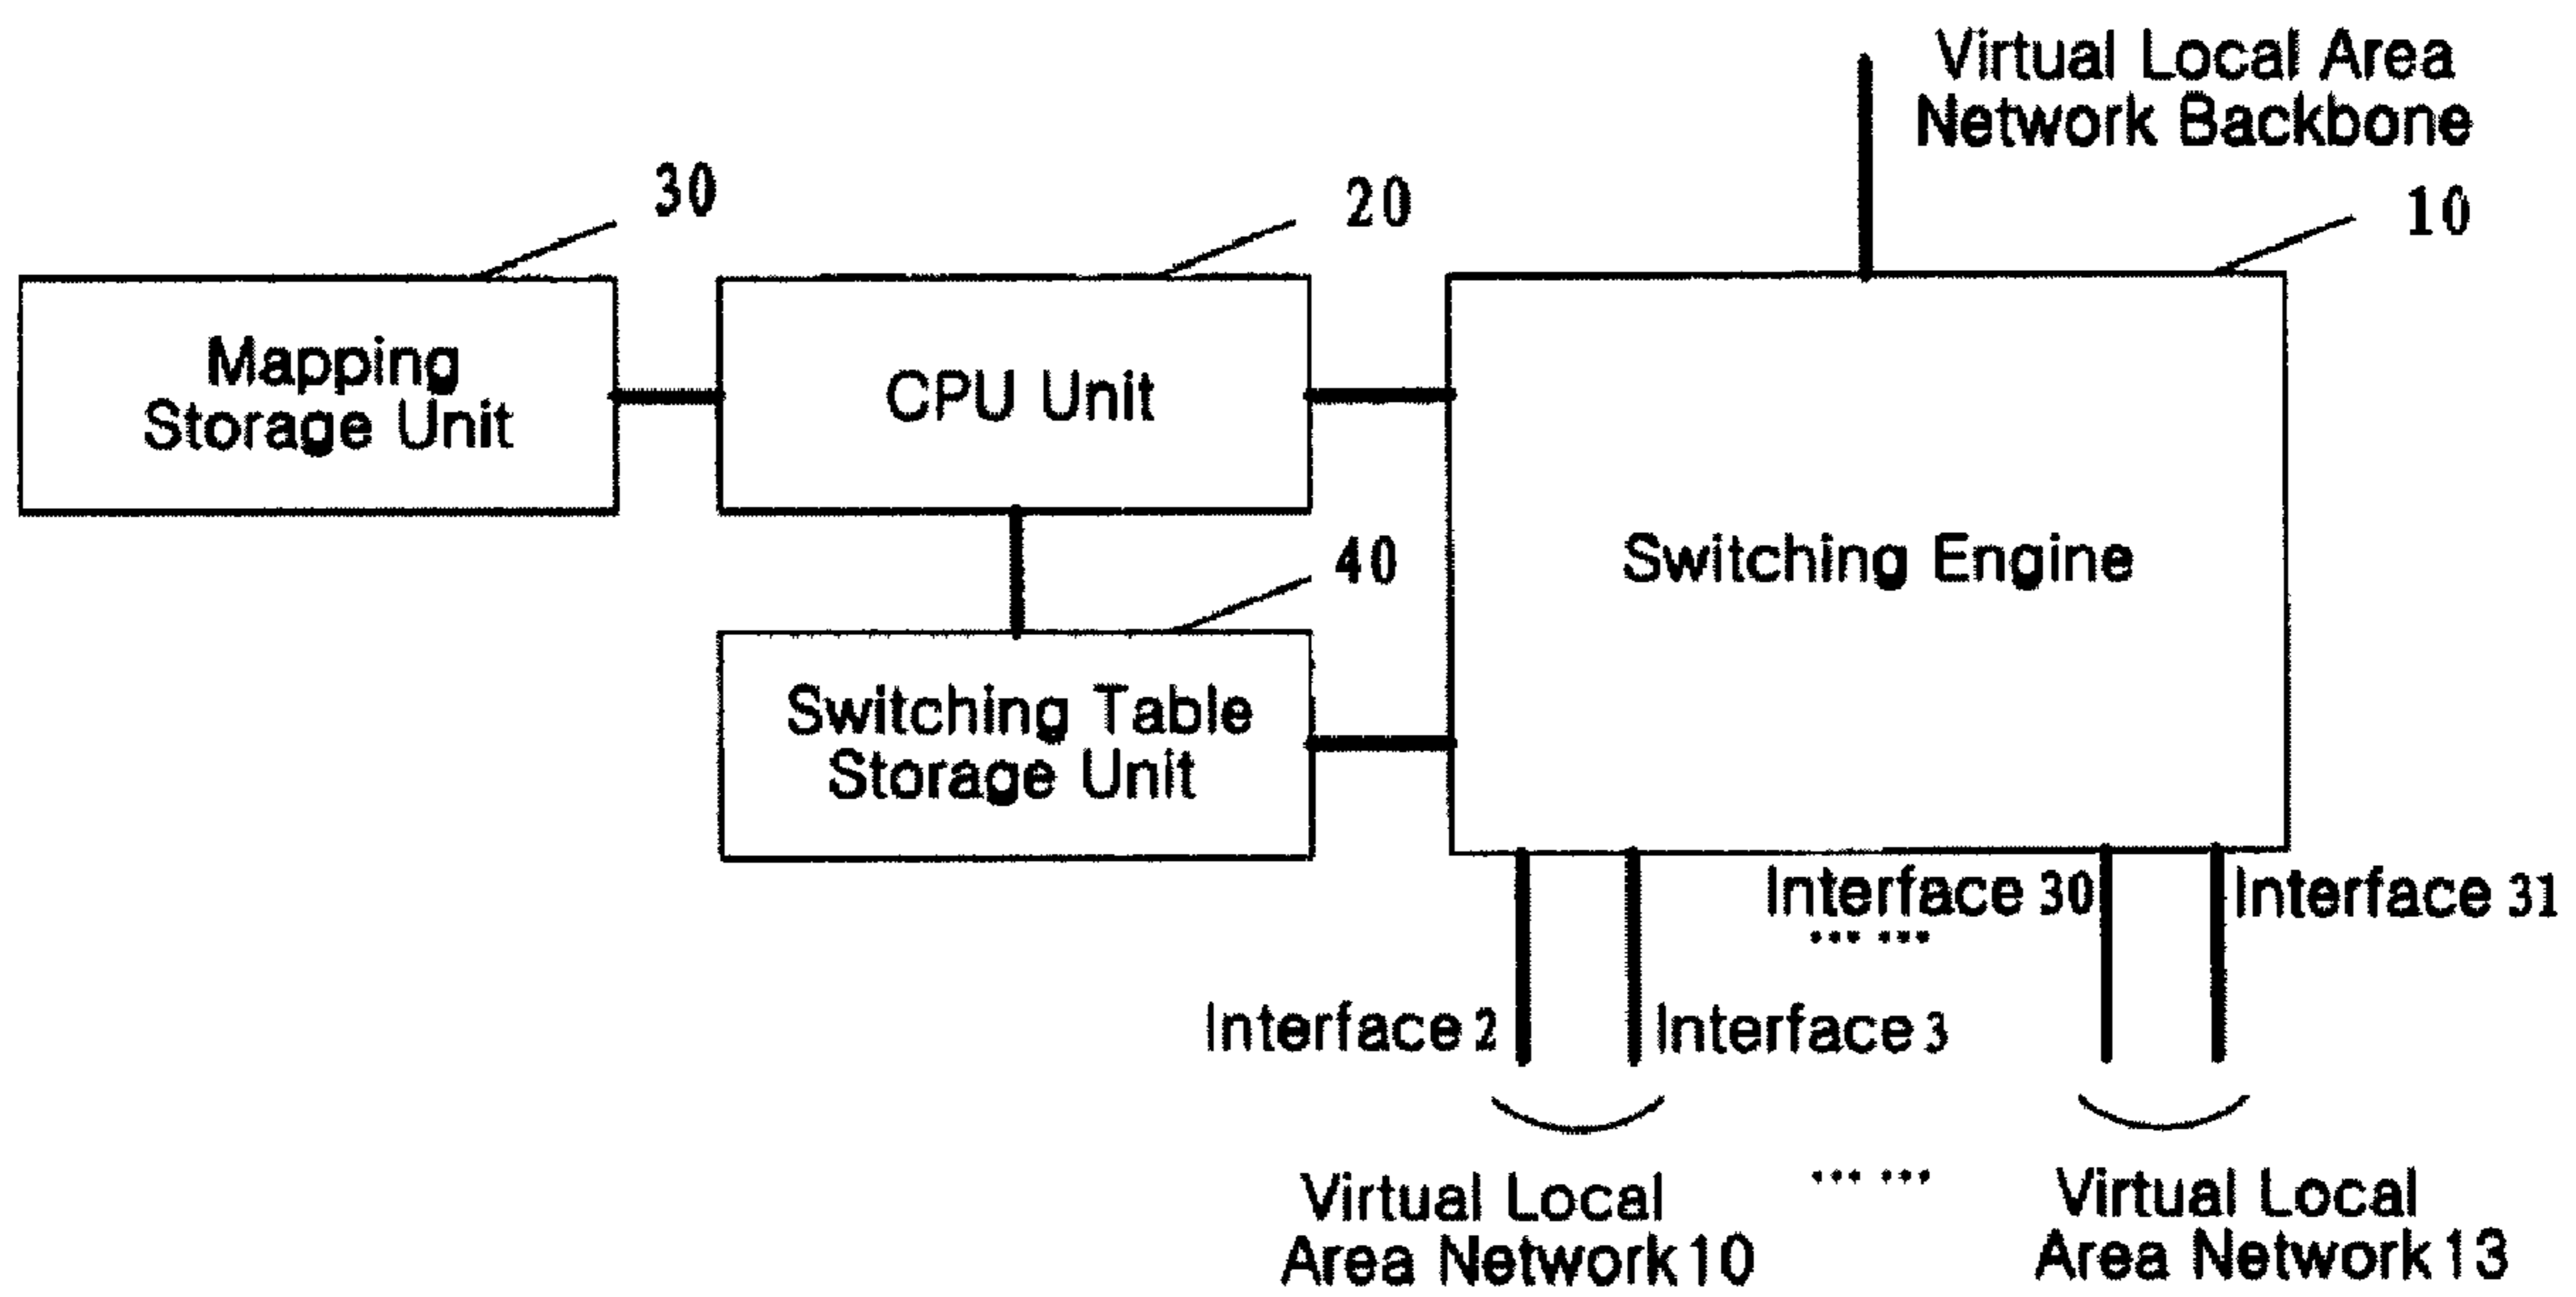 Virtual Local Area
Network Backbone
30
20
10
Mapping
Storage Unit
CPU Unit
Switching Engine
40
Switching Table
Storage Unit
Interface 30
Interface 31
... ...
Interface 2
Interface 3
Virtual Local
Area Network 10
... ...
Virtual Local
Area Network 13